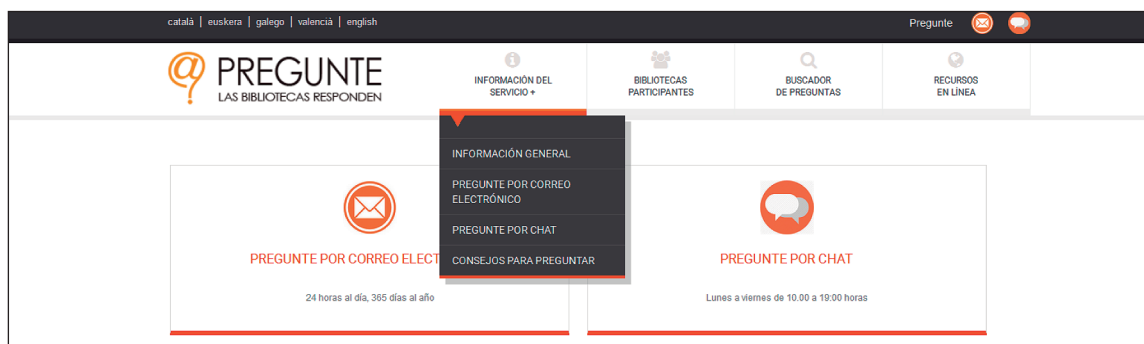 català | euskera | galego | valencià | english
Pregunte
PREGUNTE
LAS BIBLIOTECAS RESPONDEN
INFORMACIÓN DEL
SERVICIO +
BIBLIOTECAS
PARTICIPANTES
BUSCADOR
DE PREGUNTAS
RECURSOS
EN LÍNEA
INFORMACIÓN GENERAL
PREGUNTE POR CORREO
ELECTRÓNICO
PREGUNTE POR CHAT
CONSEJOS PARA PREGUNTAR
PREGUNTE POR CORREO ELECT
24 horas al día, 365 días al año
PREGUNTE POR CHAT
Lunes a viernes de 10.00 a 19:00 horas